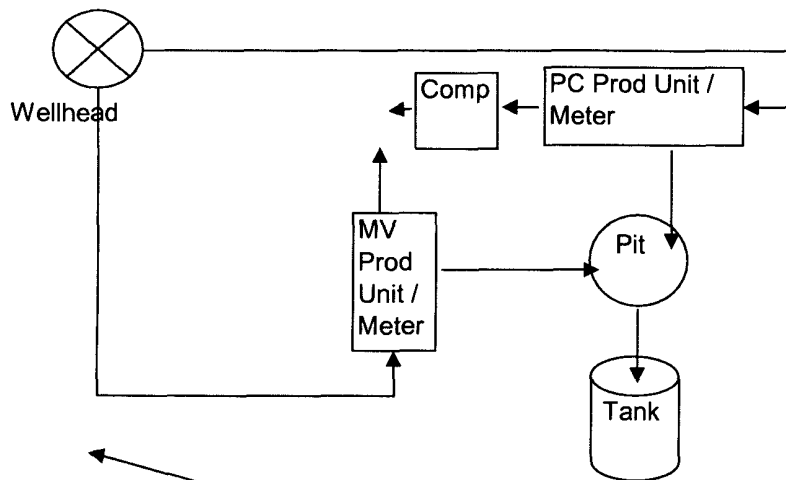 Wellhead
Comp
PC Prod Unit /
Meter
MV
Prod
Unit /
Meter
Pit
Tank